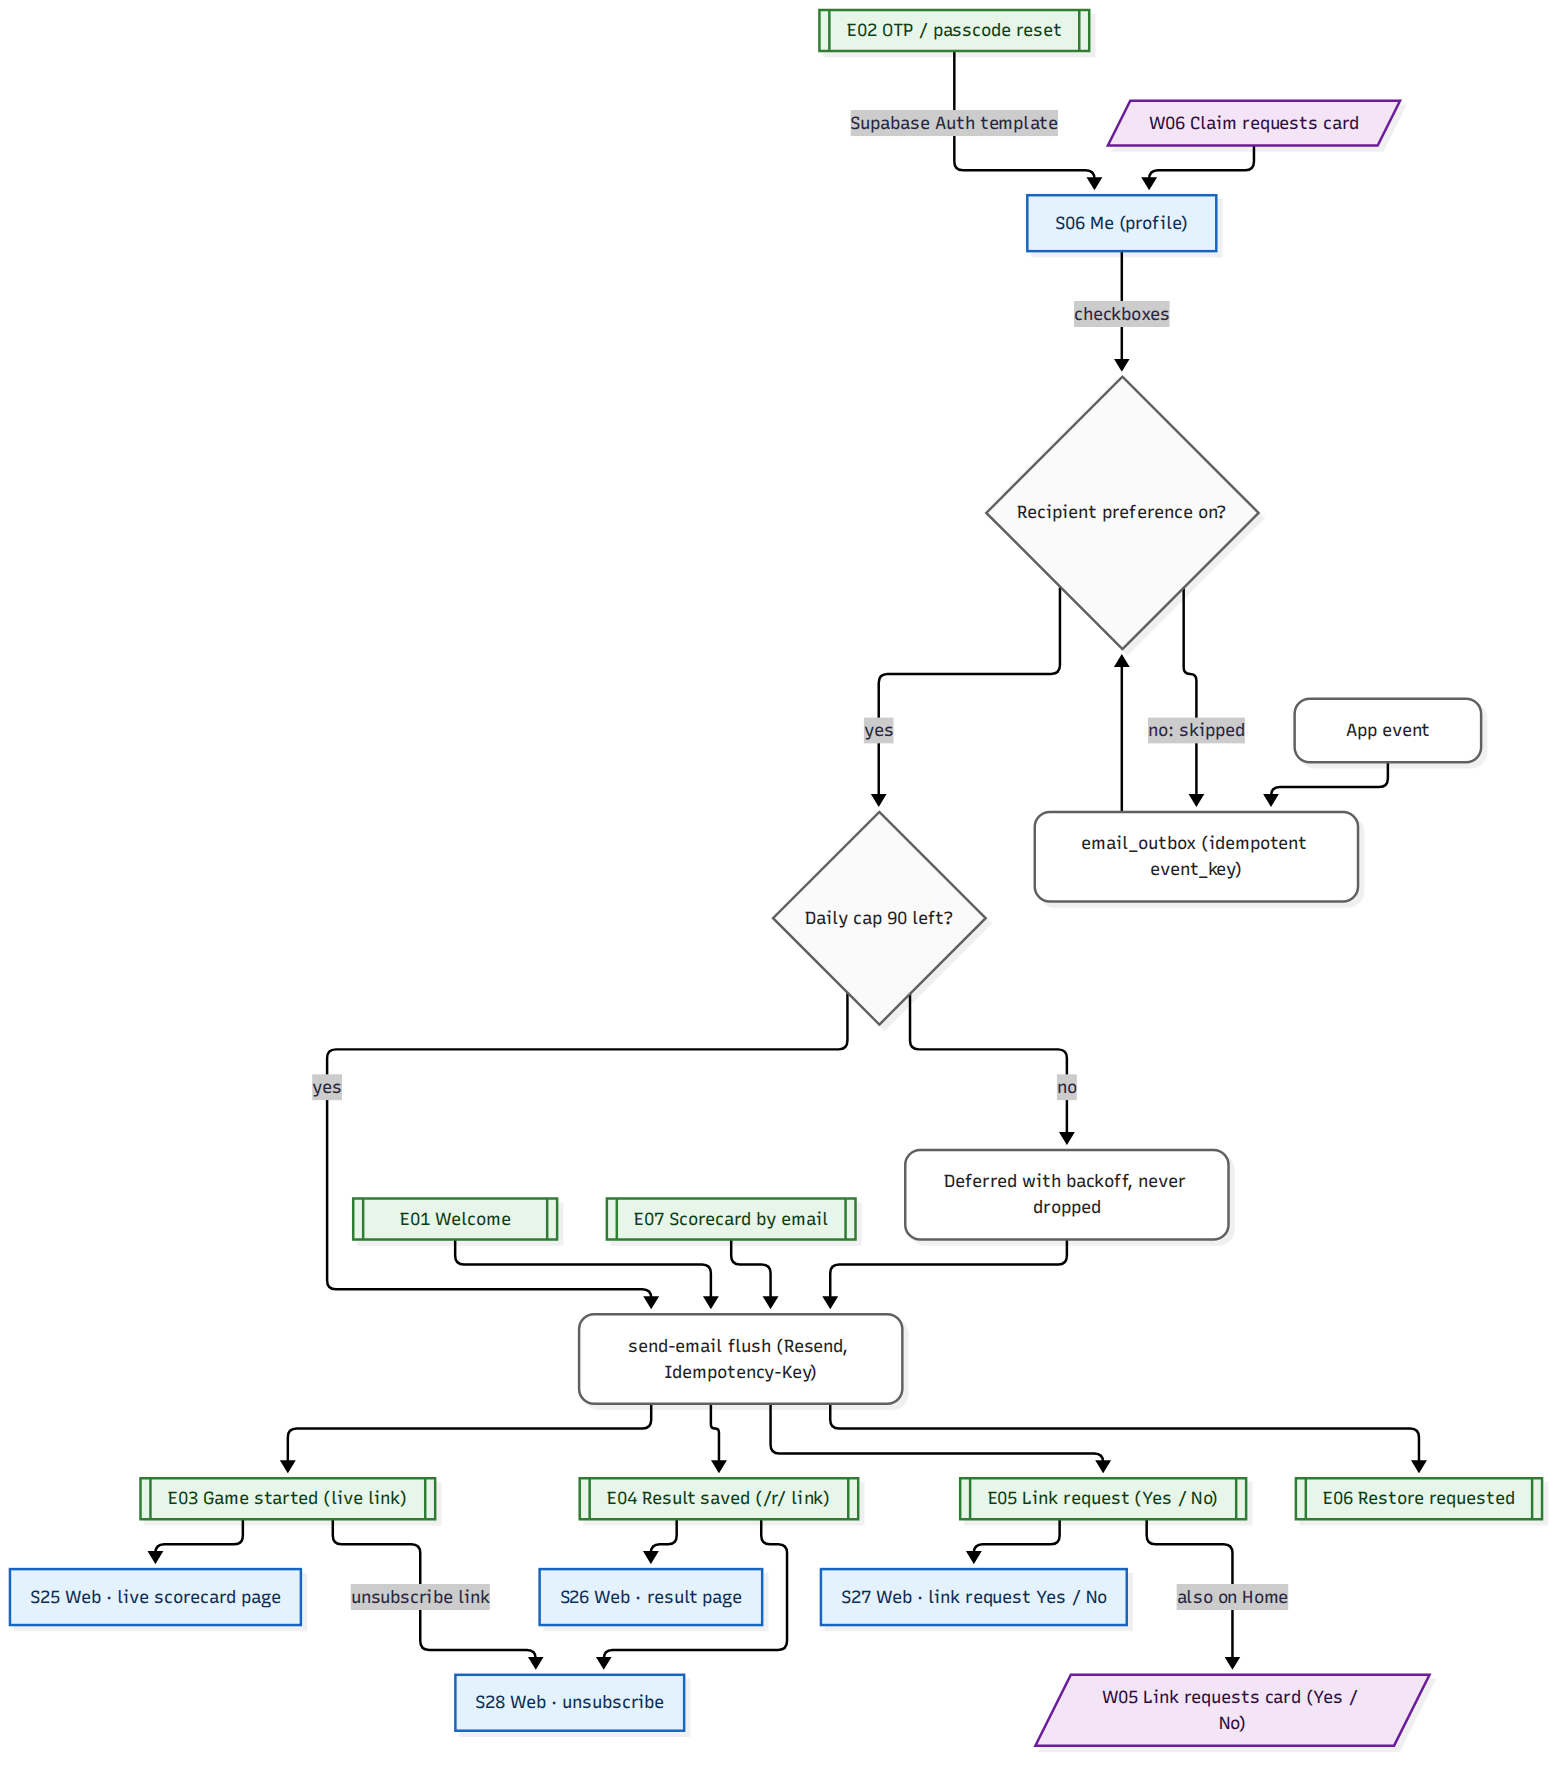 E02 OTP / passcode reset
Supabase Auth template
W06 Claim requests card
S06 Me (profile)
checkboxes
Recipient preference on?
yes
no: skipped
App event
email_outbox (idempotent
event_key)
Daily cap 90 left?
yes
no
Deferred with backoff, never
dropped
E01 Welcome
E07 Scorecard by email
send-email flush (Resend,
Idempotency-Key)
E03 Game started (live link)
E04 Result saved (/r/ link)
E05 Link request (Yes / No)
E06 Restore requested
S25 Web · live scorecard page
unsubscribe link
S26 Web · result page
S27 Web · link request Yes / No
also on Home
S28 Web · unsubscribe
W05 Link requests card (Yes /
No)